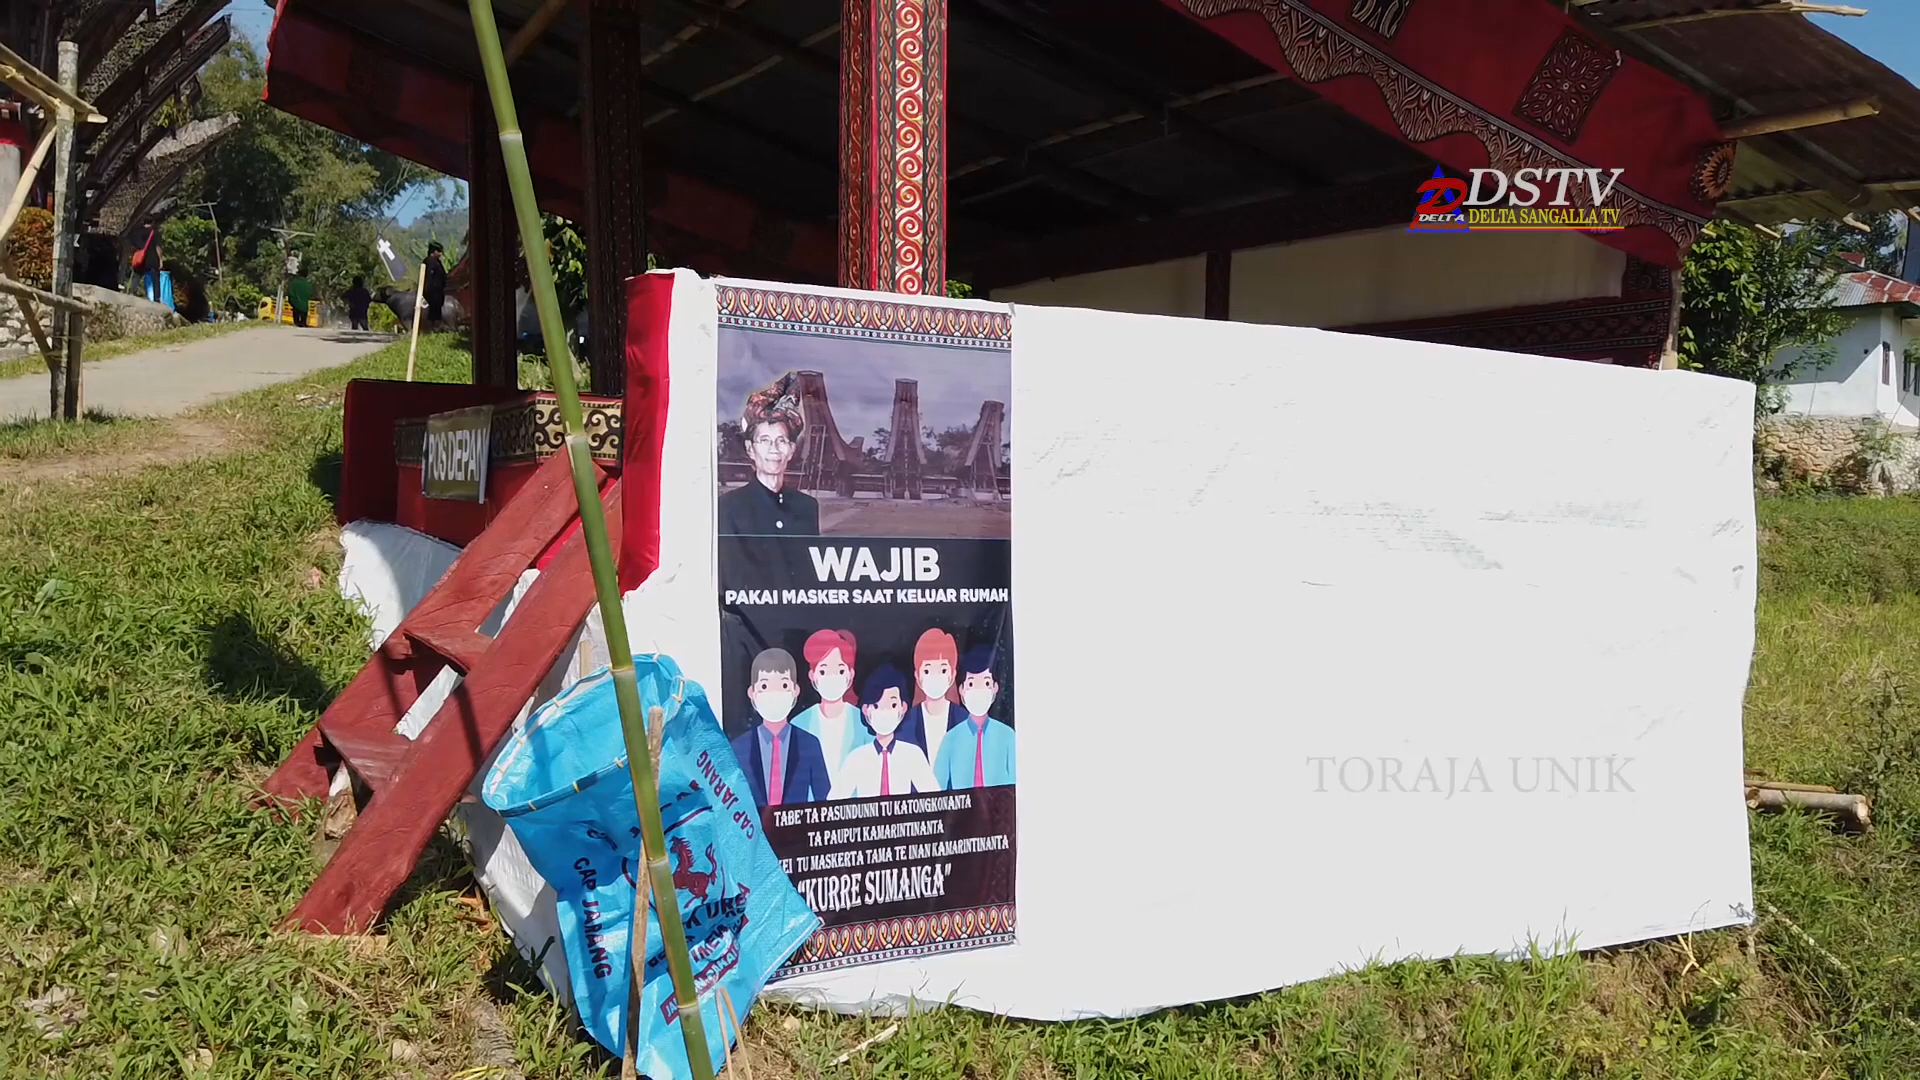 DSTV
DELTA
DELTA SANGALLA TV
POS DEPAN
WAJIB
PAKAI MASKER SAAT KELUAR RUMAH
TABE' TA PASUNDUNNI TU KATONGKONANTA
TA PAUPU'I KAMARINTINANTA
TU MASKERTA TAMA TE INAN KAMARINTINANTA
"KURRE SUMANGA"
CAP JARANG
CAP JARANG
TORAJA UNIK